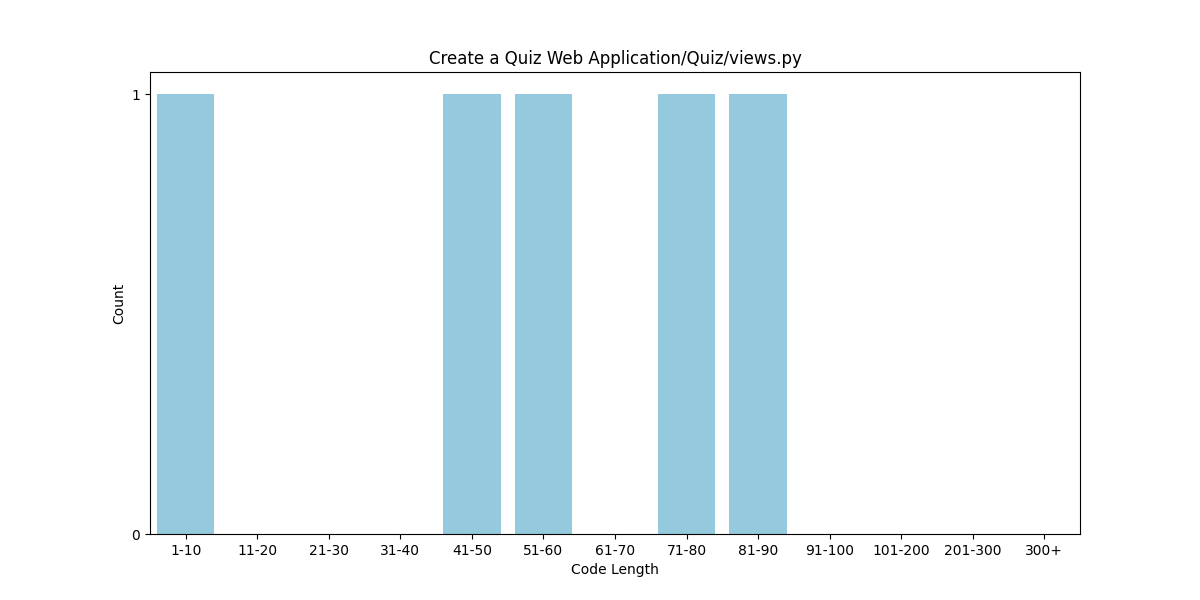 Create a Quiz Web Application/Quiz/views.py
1
Count
0
1-10 11-20 21-30 31-40 41-50 51-60 61-70 71-80 81-90 91-100 101-200 201-300 300+
Code Length